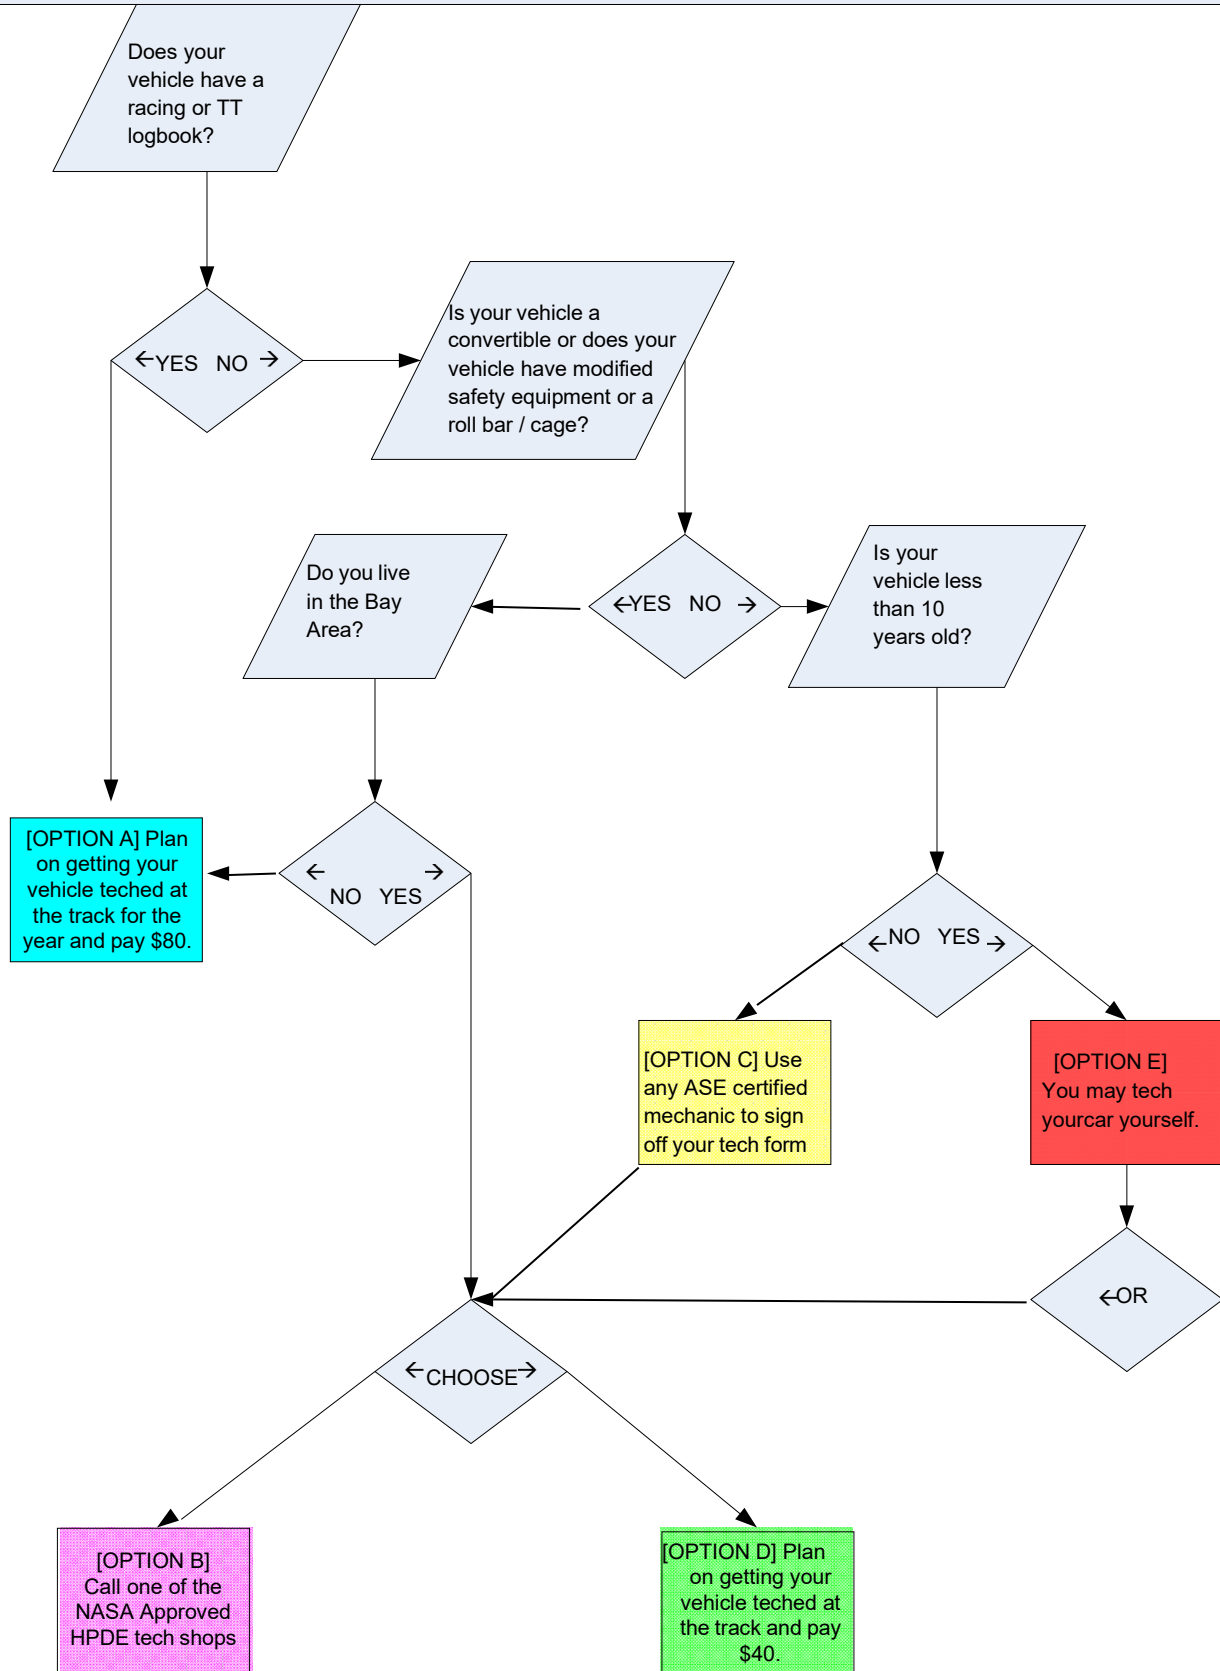 Does your
vehicle have a
racing or TT
logbook?
←YES NO →
Is your vehicle a
convertible or does your
vehicle have modified
safety equipment or a
roll bar / cage?
Do you live
in the Bay
Area?
←YES NO →
Is your
vehicle less
than 10
years old?
[OPTION A] Plan
on getting your
vehicle teched at
the track for the
year and pay $80.
← →
NO YES
←NO YES →
[OPTION C] Use
any ASE certified
mechanic to sign
off your tech form
[OPTION E]
You may tech
yourcar yourself.
←OR
←CHOOSE→
[OPTION B]
Call one of the
NASA Approved
HPDE tech shops
[OPTION D] Plan
on getting your
vehicle teched at
the track and pay
$40.